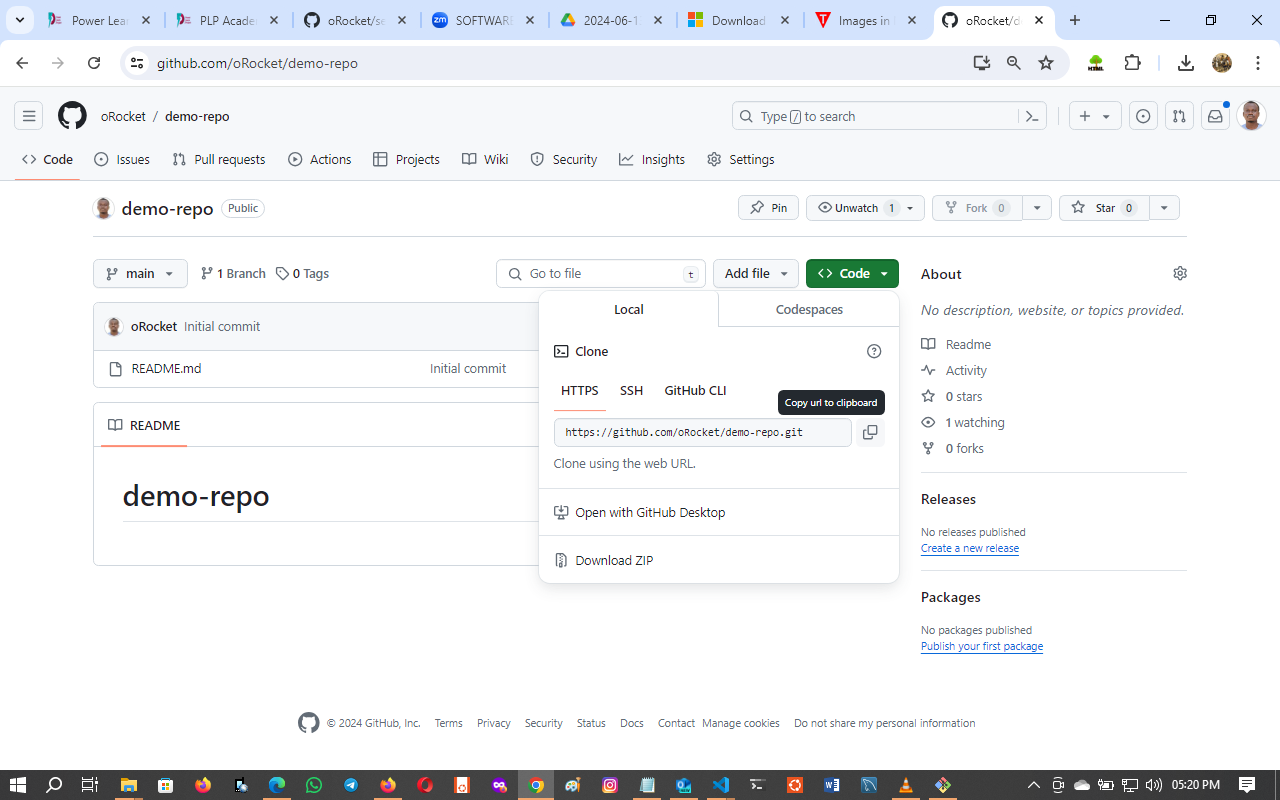 Power Lea
PLP Acade
oRocket/se
SOFTWARE
2024-06-1
Download
Images in
oRocket/d
github.com/oRocket/demo-repo
oRocket / demo-repo
Type / to search
Code
Issues
Pull requests
Actions
Projects
Wiki
Security
Insights
Settings
demo-repo Public
Pin
Unwatch 1
Fork 0
Star 0
main
1 Branch
0 Tags
Go to file t
Add file
Code
About
Local
Codespaces
oRocket Initial commit
No description, website, or topics provided.
Clone
README.md Initial commit
Readme
Activity
HTTPS SSH GitHub CLI
0 stars
Copy url to clipboard
README
https://github.com/oRocket/demo-repo.git
1 watching
0 forks
Clone using the web URL.
demo-repo
Releases
Open with GitHub Desktop
No releases published
Create a new release
Download ZIP
Packages
No packages published
Publish your first package
© 2024 GitHub, Inc. Terms Privacy Security Status Docs Contact Manage cookies Do not share my personal information
05:20 PM